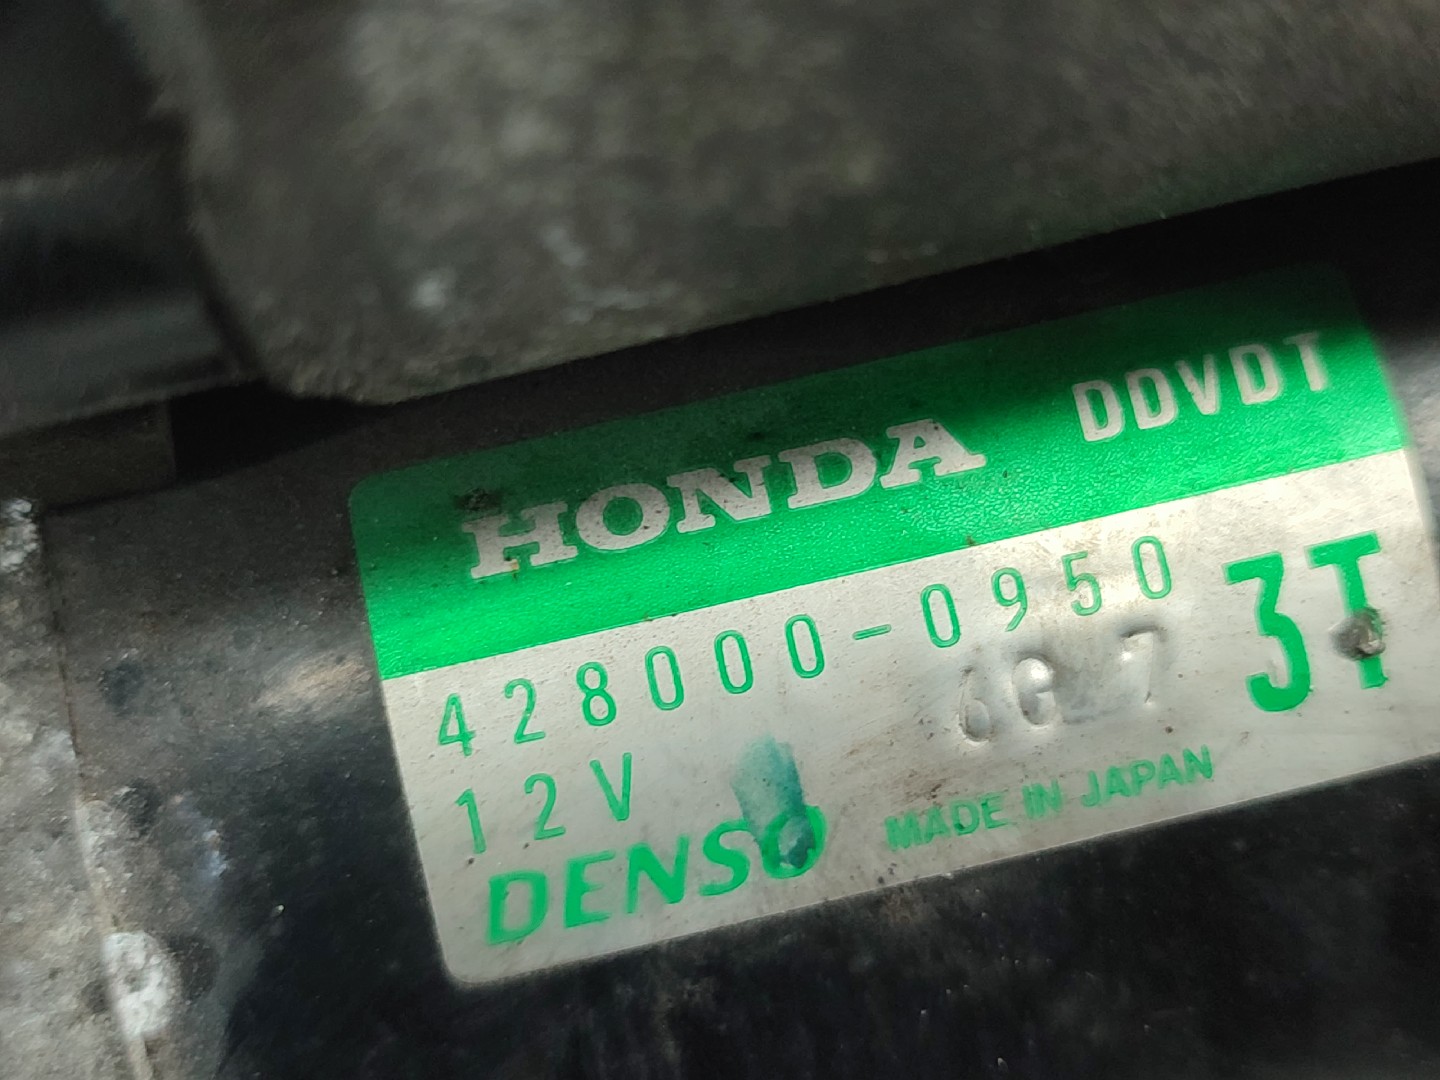 HONDA DDVDT
428000-0950 3T
12V
DENSO MADE IN JAPAN